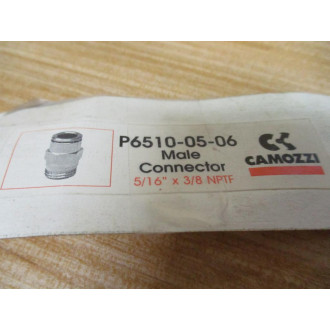 P6510-05-06
Male
Connector
5/16" x 3/8 NPTF
CAMOZZI